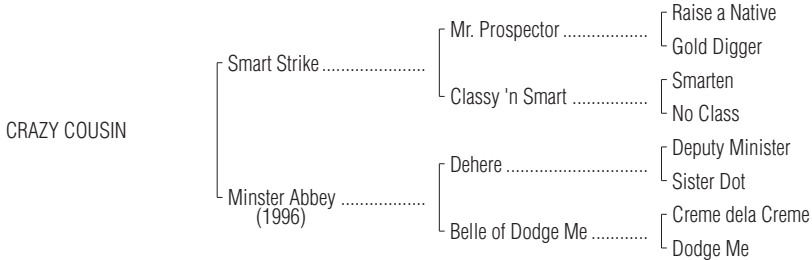 Raise a Native
Mr. Prospector ..................
Gold Digger
Smart Strike......................
Smarten
Classy 'n Smart ................
No Class
CRAZY COUSIN
Deputy Minister
Dehere ..............................
Sister Dot
Minster Abbey ..................
(1996)
Creme dela Creme
Belle of Dodge Me ............
Dodge Me